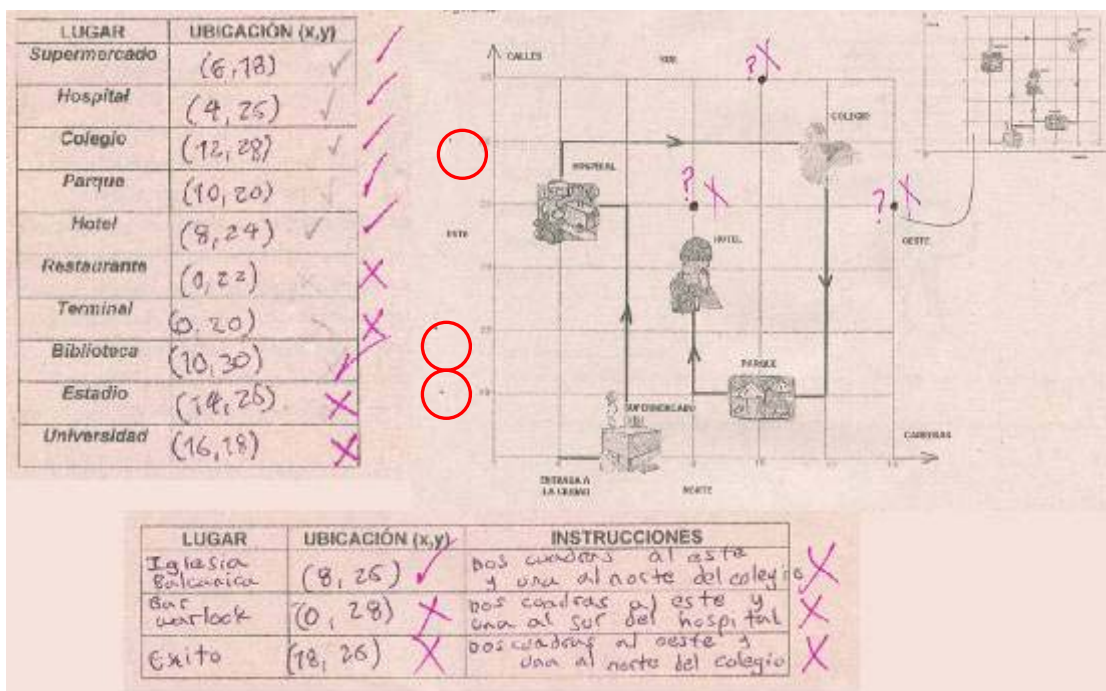 LUGAR UBICACIÓN (x,y)
Supermercado (6,18)
Hospital (4,26)
Colegio (12,28)
Parque (10,20)
Hotel (8,24)
Restaurante (0,22)
Terminal (0,20)
Biblioteca (10,30)
Estadio (14,26)
Universidad (16,18)
CALLES
SUR
? X
COLEGIO
HOSPITAL
? X
? X
ESTE
HOTEL
OESTE
PARQUE
SUPERMERCADO
CARRERAS
ENTRADA A
LA CIUDAD
NORTE
LUGAR UBICACIÓN (x,y) INSTRUCCIONES
Iglesia (8,26) Dos cuadras al este
y una al norte del colegio
Bar (0,28) Dos cuadras al este y
warlock una al sur del hospital
Exito (18,26) Dos cuadras al oeste y
una al norte del colegio